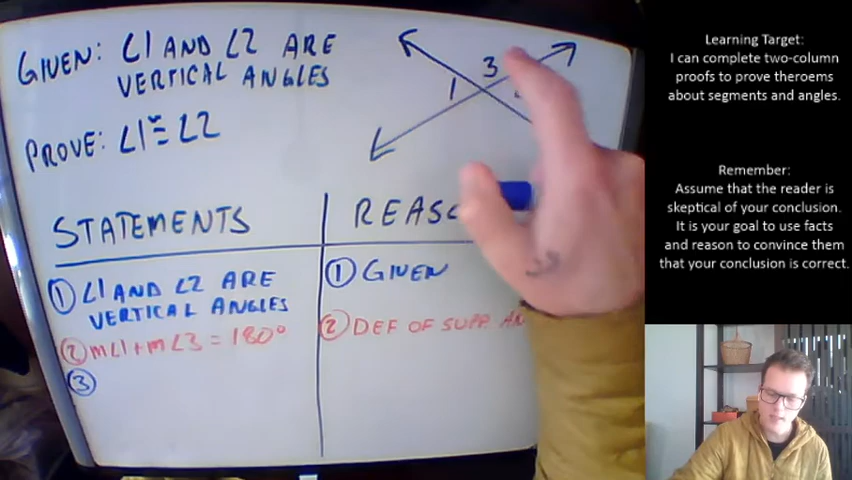 GIVEN: ∠1 AND ∠2 ARE
VERTICAL ANGLES
PROVE: ∠1 ≅ ∠2
1
3
STATEMENTS
① ∠1 AND ∠2 ARE
VERTICAL ANGLES
② m∠1 + m∠3 = 180°
③
① GIVEN
② DEF OF SUPP
Learning Target:
I can complete two-column
proofs to prove theroems
about segments and angles.
Remember:
Assume that the reader is
skeptical of your conclusion.
It is your goal to use facts
and reason to convince them
that your conclusion is correct.